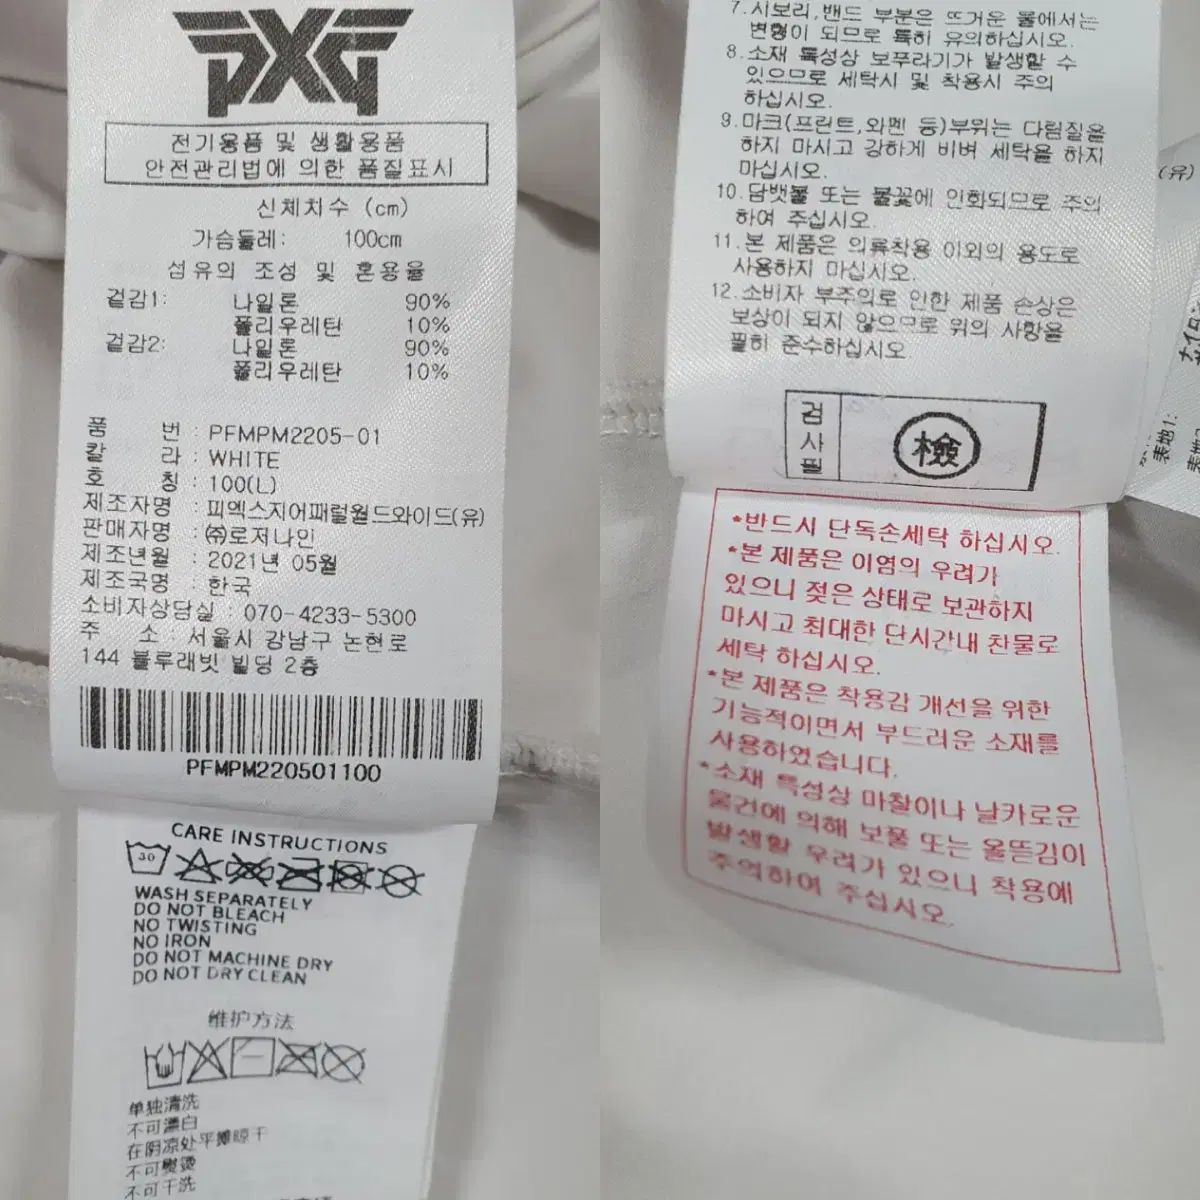 PXG
전기용품 및 생활용품
안전관리법에 의한 품질표시
신체치수 (cm)
가슴둘레: 100cm
섬유의 조성 및 혼용율
겉감1: 나일론 90%
폴리우레탄 10%
겉감2: 나일론 90%
폴리우레탄 10%
품 번 : PFMPM2205-01
칼 라 : WHITE
호 칭 : 100(L)
제조자명 : 피엑스지어패럴월드와이드(유)
판매자명 : ㈜로저나인
제조년월 : 2021년 05월
제조국명 : 한국
소비자상담실 : 070-4233-5300
주 소 : 서울시 강남구 논현로
144 블루래빗 빌딩 2층
PFMPM220501100
CARE INSTRUCTIONS
30
WASH SEPARATELY
DO NOT BLEACH
NO TWISTING
NO IRON
DO NOT MACHINE DRY
DO NOT DRY CLEAN
维护方法
单独清洗
不可漂白
在阴凉处平摊晾干
不可熨烫
不可干洗
7.시보리,밴드 부분은 뜨거운 물에서는
변형이 되므로 특히 유의하십시오.
8.소재 특성상 보푸라기가 발생할 수
있으므로 세탁시 및 착용시 주의
하십시오.
9.마크(프린트,와펜 등)부위는 다림질을
하지 마시고 강하게 비벼 세탁을 하지
마십시오.
10.담뱃불 또는 불꽃에 인화되므로 주의
하여 주십시오.
11.본 제품은 의류착용 이외의 용도로
사용하지 마십시오.
12.소비자 부주의로 인한 제품 손상은
보상이 되지 않으므로 위의 사항을
필히 준수하십시오.
검사필
檢
*반드시 단독손세탁 하십시오.
*본 제품은 이염의 우려가
있으니 젖은 상태로 보관하지
마시고 최대한 단시간내 찬물로
세탁 하십시오.
*본 제품은 착용감 개선을 위한
기능적이면서 부드러운 소재를
사용하였습니다.
*소재 특성상 마찰이나 날카로운
물건에 의해 보풀 또는 올뜯김이
발생할 우려가 있으니 착용에
주의하여 주십시오.
(유)
表地1: